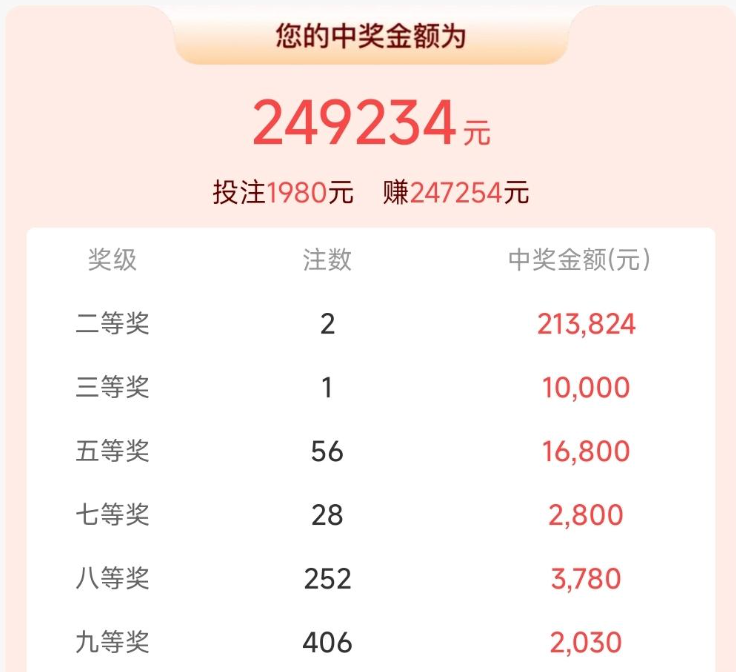 您的中奖金额为
249234元
投注1980元 赚247254元
奖级 注数 中奖金额(元)
二等奖 2 213,824
三等奖 1 10,000
五等奖 56 16,800
七等奖 28 2,800
八等奖 252 3,780
九等奖 406 2,030